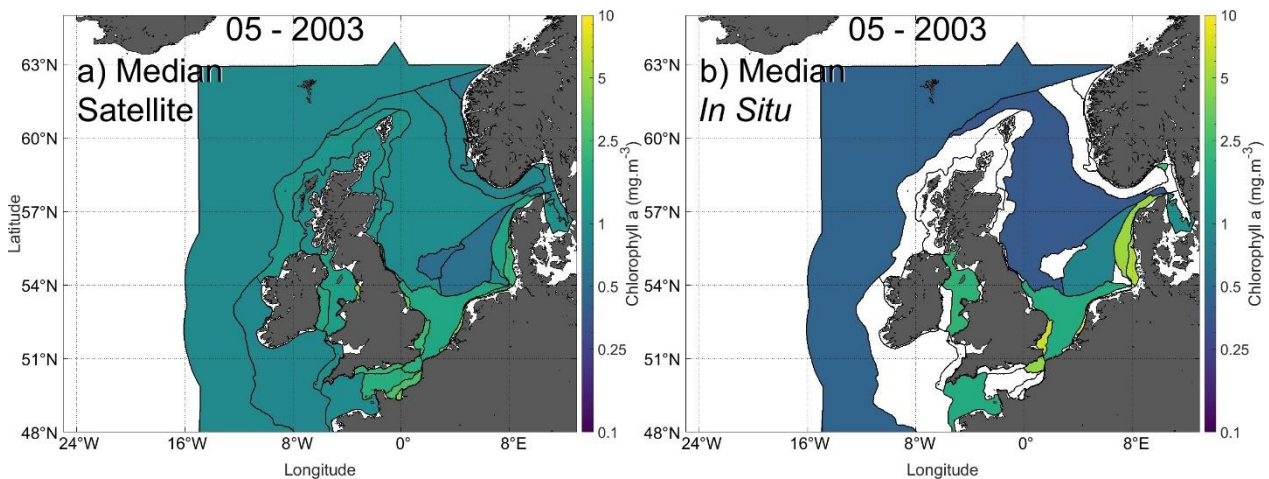 05 - 2003
a) Median
Satellite
63°N
60°N
57°N
54°N
51°N
48°N
Latitude
24°W
16°W
8°W
0°
8°E
Longitude
10
5
2.5
1
0.5
0.25
0.1
Chlorophyll a (mg.m⁻³)
05 - 2003
b) Median
In Situ
63°N
60°N
57°N
54°N
51°N
48°N
24°W
16°W
8°W
0°
8°E
Longitude
10
5
2.5
1
0.5
0.25
0.1
Chlorophyll a (mg.m⁻³)